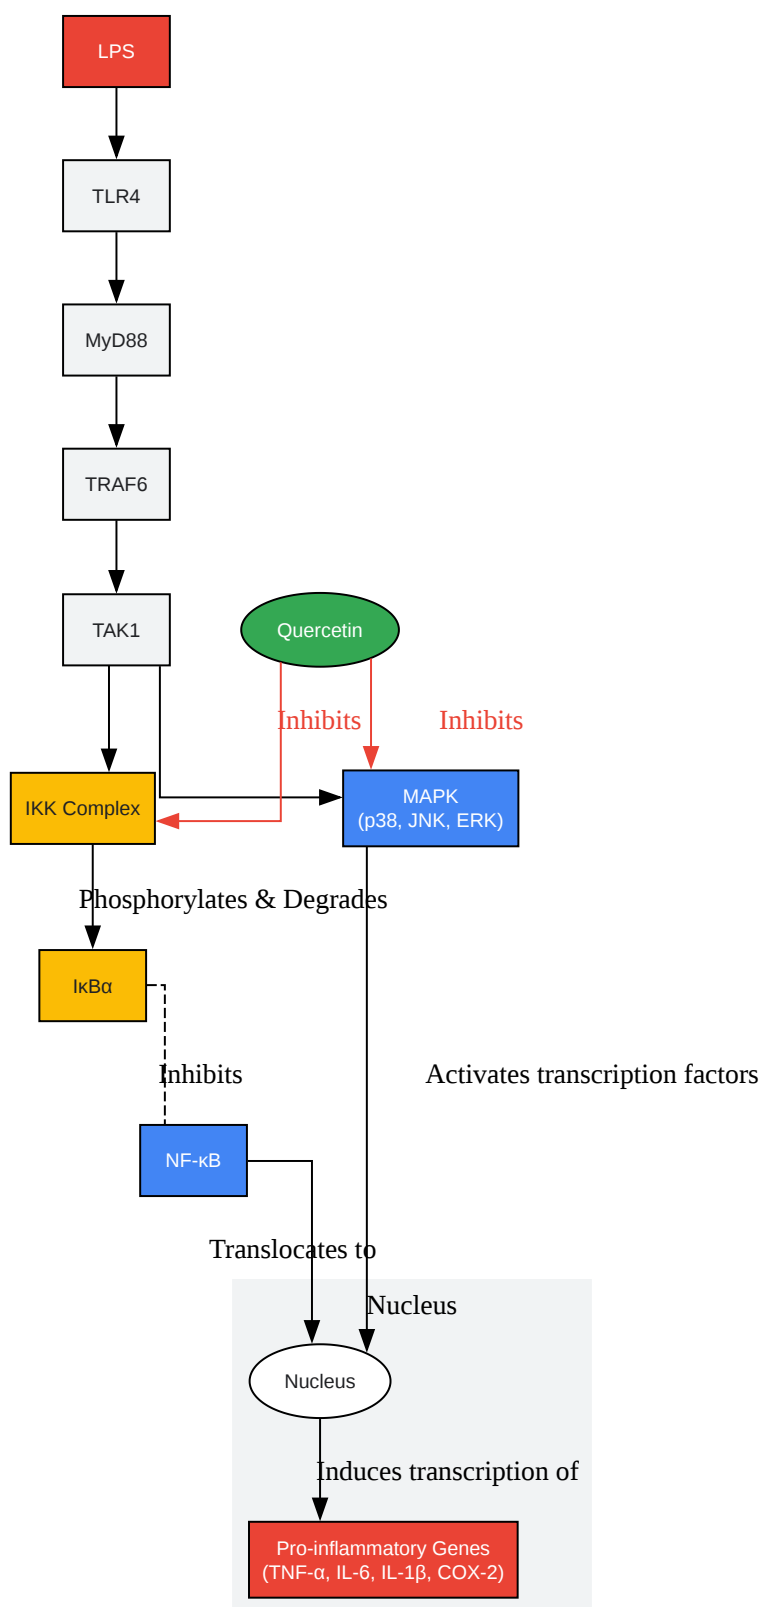 LPS
TLR4
MyD88
TRAF6
TAK1
Quercetin
Inhibits
Inhibits
IKK Complex
MAPK
(p38, JNK, ERK)
Phosphorylates & Degrades
IκBα
Inhibits
Activates transcription factors
NF-κB
Translocates to
Nucleus
Nucleus
Induces transcription of
Pro-inflammatory Genes
(TNF-α, IL-6, IL-1β, COX-2)